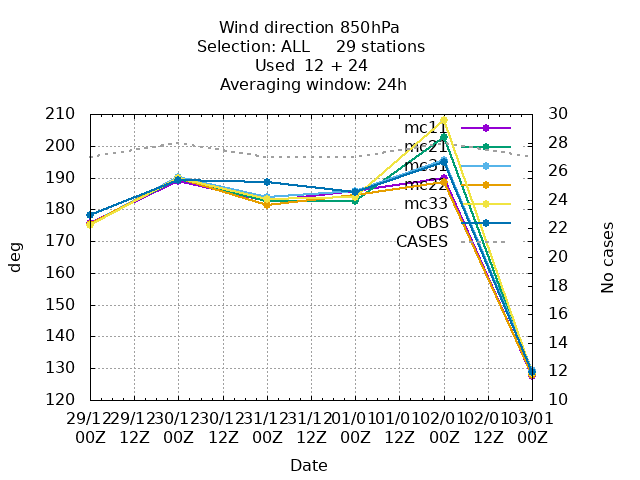 Wind direction 850hPa
Selection: ALL 29 stations
Used 12 + 24
Averaging window: 24h
210 30
200 28
190 26
180 24
170 22
160 20
150 18
140 16
130 14
120 12
10
deg
No cases
mc11
mc21
mc31
mc22
mc33
OBS
CASES
29/12 29/12 30/12 30/12 31/12 31/12 01/01 01/01 02/01 02/01 03/01
00Z 12Z 00Z 12Z 00Z 12Z 00Z 12Z 00Z 12Z 00Z
Date